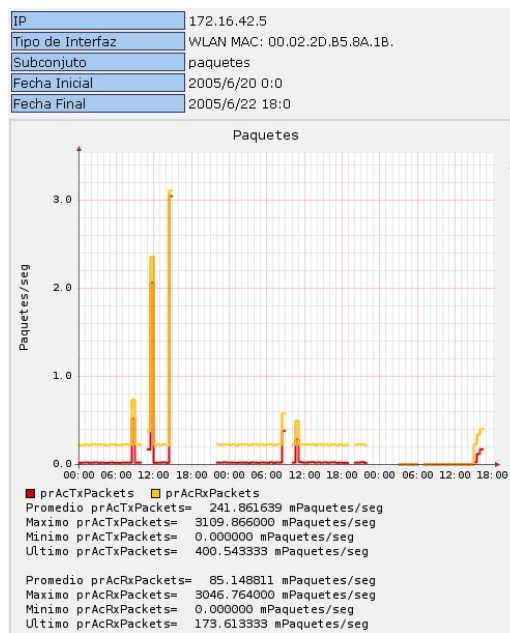 IP 172.16.42.5
Tipo de Interfaz WLAN MAC: 00.02.2D.B5.8A.1B.
Subconjuto paquetes
Fecha Inicial 2005/6/20 0:0
Fecha Final 2005/6/22 18:0
Paquetes
Paquetes/seg
3.0
2.0
1.0
0.0
00:00 06:00 12:00 18:00 00:00 06:00 12:00 18:00 00:00 06:00 12:00 18:00
prAcTxPackets prAcRxPackets
Promedio prAcTxPackets= 241.861639 mPaquetes/seg
Maximo prAcTxPackets= 3109.866000 mPaquetes/seg
Minimo prAcTxPackets= 0.000000 mPaquetes/seg
Ultimo prAcTxPackets= 400.543333 mPaquetes/seg
Promedio prAcRxPackets= 85.148811 mPaquetes/seg
Maximo prAcRxPackets= 3046.764000 mPaquetes/seg
Minimo prAcRxPackets= 0.000000 mPaquetes/seg
Ultimo prAcRxPackets= 173.613333 mPaquetes/seg